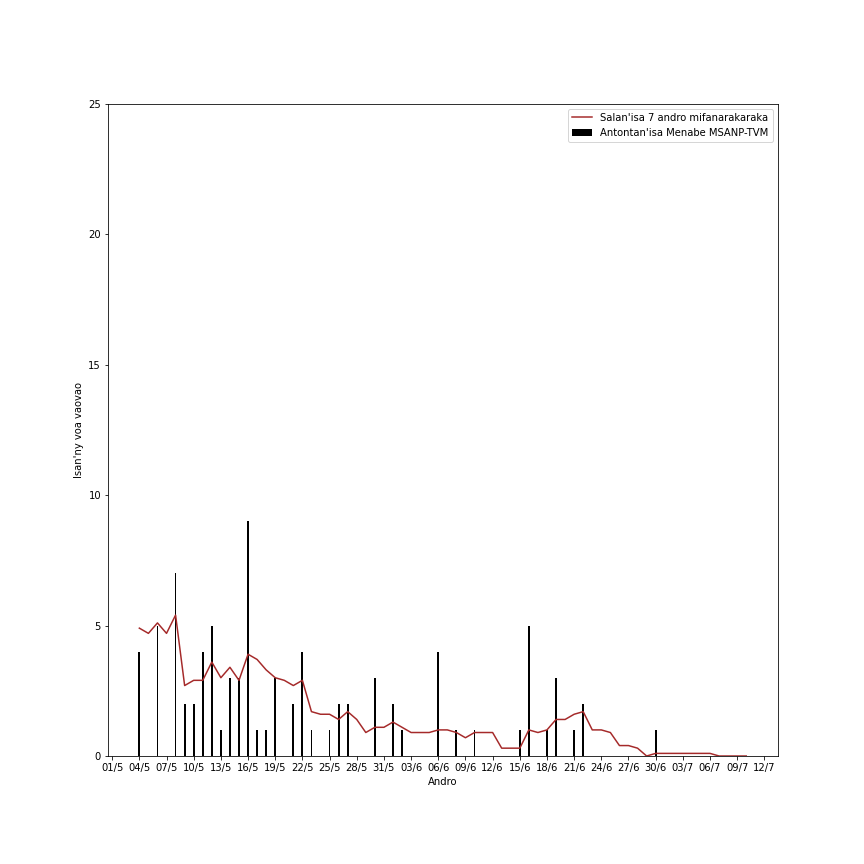 Salan'isa 7 andro mifanarakaraka
Antontan'isa Menabe MSANP-TVM
25
20
15
10
5
0
Isan'ny voa vaovao
01/5 04/5 07/5 10/5 13/5 16/5 19/5 22/5 25/5 28/5 31/5 03/6 06/6 09/6 12/6 15/6 18/6 21/6 24/6 27/6 30/6 03/7 06/7 09/7 12/7
Andro